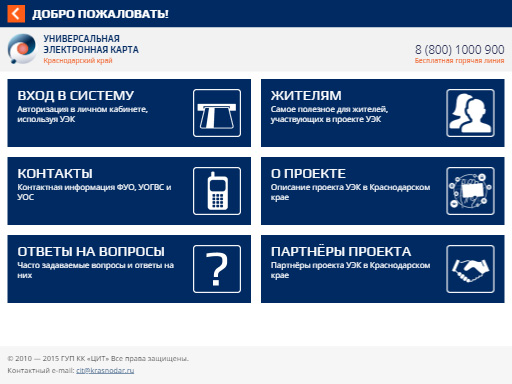 ДОБРО ПОЖАЛОВАТЬ!
УНИВЕРСАЛЬНАЯ
ЭЛЕКТРОННАЯ КАРТА
Краснодарский край
8 (800) 1000 900
Бесплатная горячая линия
ВХОД В СИСТЕМУ
Авторизация в личном кабинете,
используя УЭК
ЖИТЕЛЯМ
Самое полезное для жителей,
участвующих в проекте УЭК
КОНТАКТЫ
Контактная информация ФУО, УОГВС и
УОС
О ПРОЕКТЕ
Описание проекта УЭК в Краснодарском
крае
ОТВЕТЫ НА ВОПРОСЫ
Часто задаваемые вопросы и ответы на
них
?
ПАРТНЁРЫ ПРОЕКТА
Партнёры проекта УЭК в Краснодарском
крае
© 2010 — 2015 ГУП КК «ЦИТ» Все права защищены.
Контактный e-mail: cit@krasnodar.ru